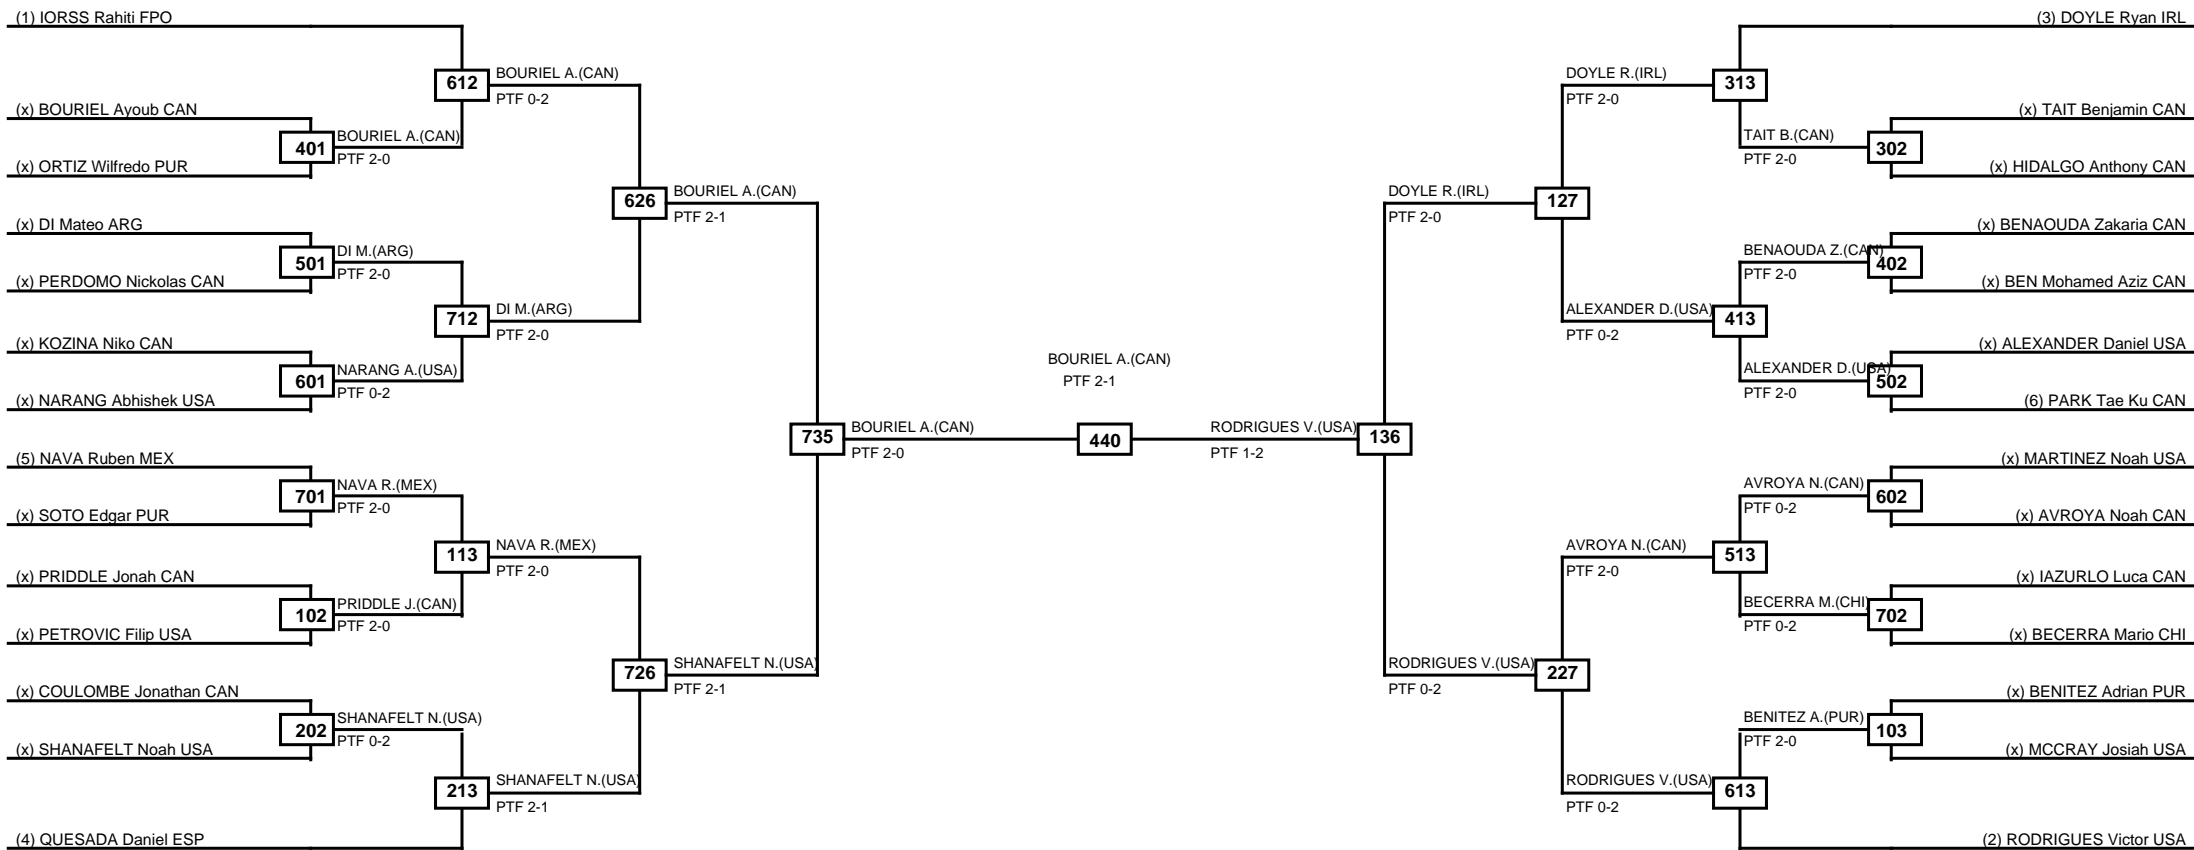 (1) IORSS Rahiti FPO
(x) BOURIEL Ayoub CAN
(x) ORTIZ Wilfredo PUR
(x) DI Mateo ARG
(x) PERDOMO Nickolas CAN
(x) KOZINA Niko CAN
(x) NARANG Abhishek USA
(5) NAVA Ruben MEX
(x) SOTO Edgar PUR
(x) PRIDDLE Jonah CAN
(x) PETROVIC Filip USA
(x) COULOMBE Jonathan CAN
(x) SHANAFELT Noah USA
(4) QUESADA Daniel ESP
401
BOURIEL A.(CAN)
PTF 2-0
501
DI M.(ARG)
PTF 2-0
601
NARANG A.(USA)
PTF 0-2
701
NAVA R.(MEX)
PTF 2-0
102
PRIDDLE J.(CAN)
PTF 2-0
202
SHANAFELT N.(USA)
PTF 0-2
612
BOURIEL A.(CAN)
PTF 0-2
712
DI M.(ARG)
PTF 2-0
113
NAVA R.(MEX)
PTF 2-0
213
SHANAFELT N.(USA)
PTF 2-1
626
BOURIEL A.(CAN)
PTF 2-1
726
SHANAFELT N.(USA)
PTF 2-1
735
BOURIEL A.(CAN)
PTF 2-0
BOURIEL A.(CAN)
PTF 2-1
440
RODRIGUES V.(USA)
PTF 1-2
136
DOYLE R.(IRL)
PTF 2-0
127
RODRIGUES V.(USA)
PTF 0-2
227
DOYLE R.(IRL)
PTF 2-0
313
ALEXANDER D.(USA)
PTF 0-2
413
AVROYA N.(CAN)
PTF 2-0
513
RODRIGUES V.(USA)
PTF 0-2
613
TAIT B.(CAN)
PTF 2-0
302
BENAOUDA Z.(CAN)
PTF 2-0
402
ALEXANDER D.(USA)
PTF 2-0
502
AVROYA N.(CAN)
PTF 0-2
602
BECERRA M.(CHI)
PTF 0-2
702
BENITEZ A.(PUR)
PTF 2-0
103
(3) DOYLE Ryan IRL
(x) TAIT Benjamin CAN
(x) HIDALGO Anthony CAN
(x) BENAOUDA Zakaria CAN
(x) BEN Mohamed Aziz CAN
(x) ALEXANDER Daniel USA
(6) PARK Tae Ku CAN
(x) MARTINEZ Noah USA
(x) AVROYA Noah CAN
(x) IAZURLO Luca CAN
(x) BECERRA Mario CHI
(x) BENITEZ Adrian PUR
(x) MCCRAY Josiah USA
(2) RODRIGUES Victor USA